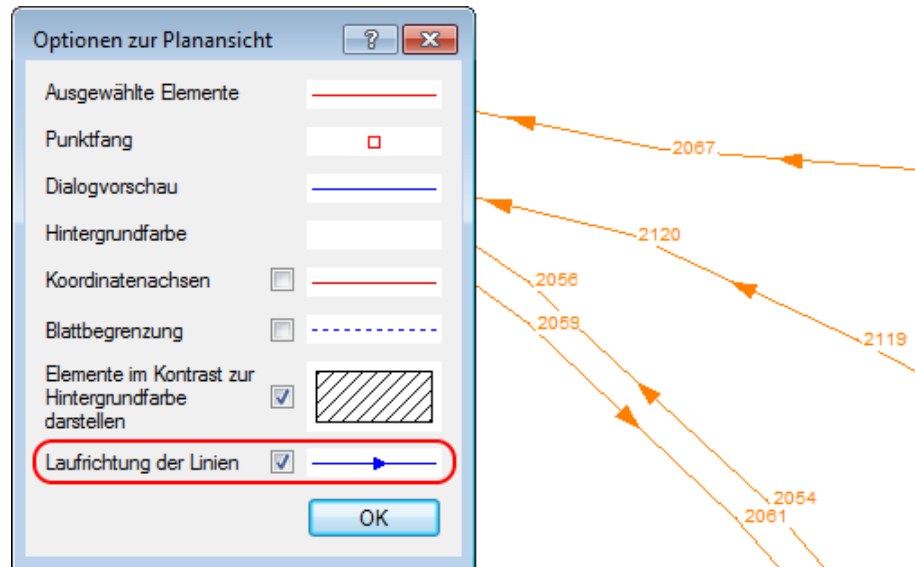 Optionen zur Planansicht
?
Ausgewählte Elemente
Punktfang
Dialogvorschau
Hintergrundfarbe
Koordinatenachsen
Blattbegrenzung
Elemente im Kontrast zur
Hintergrundfarbe
darstellen
Laufrichtung der Linien
OK
2067
2120
2056
2059
2119
2054
2061